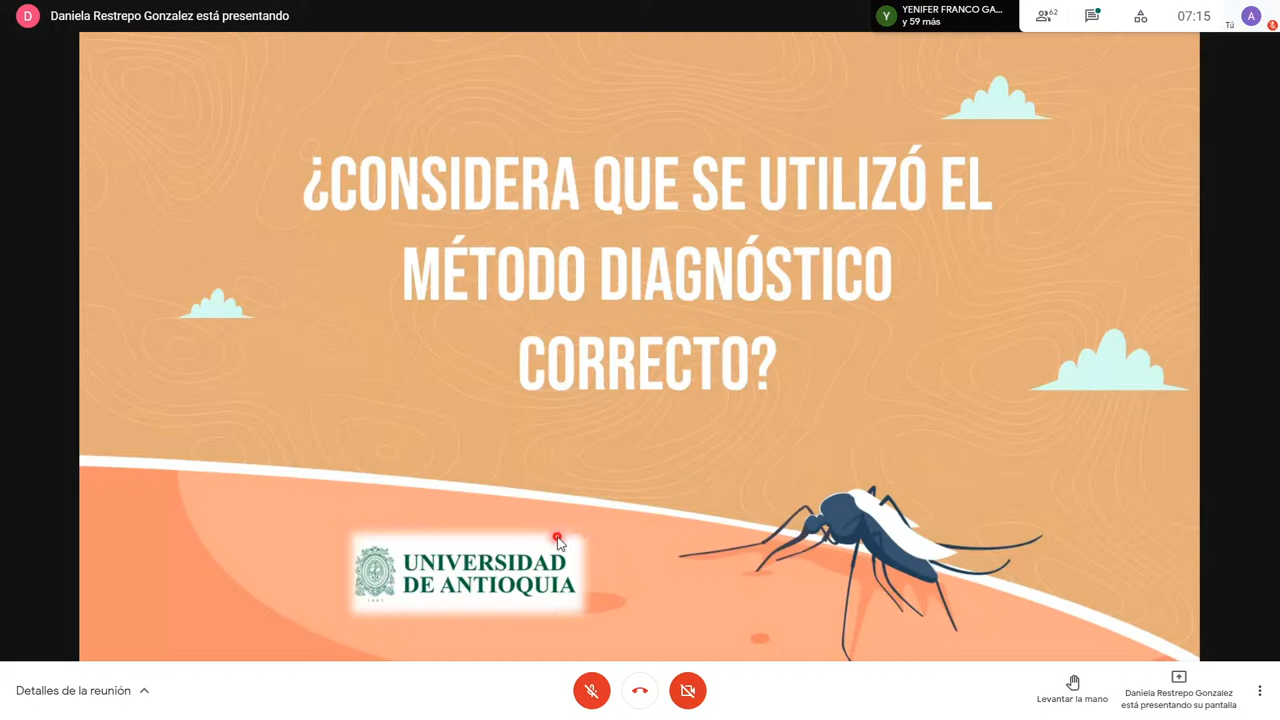 D Daniela Restrepo Gonzalez está presentando
Y YENIFER FRANCO GA...
y 59 más
62
07:15
Tú
A
¿CONSIDERA QUE SE UTILIZÓ EL
MÉTODO DIAGNÓSTICO
CORRECTO?
UNIVERSIDAD
DE ANTIOQUIA
Detalles de la reunión
Levantar la mano
Daniela Restrepo Gonzalez
está presentando su pantalla